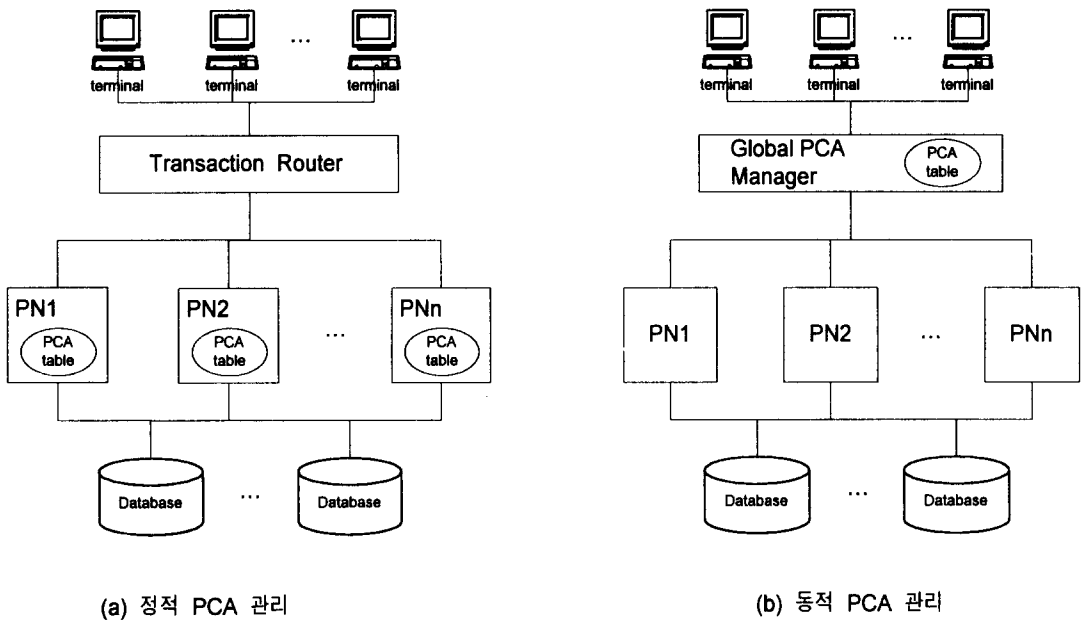 terminal terminal ... terminal
Transaction Router
PN1
PCA
table
PN2
PCA
table
...
PNn
PCA
table
Database ... Database
(a) 정적 PCA 관리
terminal terminal ... terminal
Global PCA
Manager
PCA
table
PN1 PN2 ... PNn
Database ... Database
(b) 동적 PCA 관리